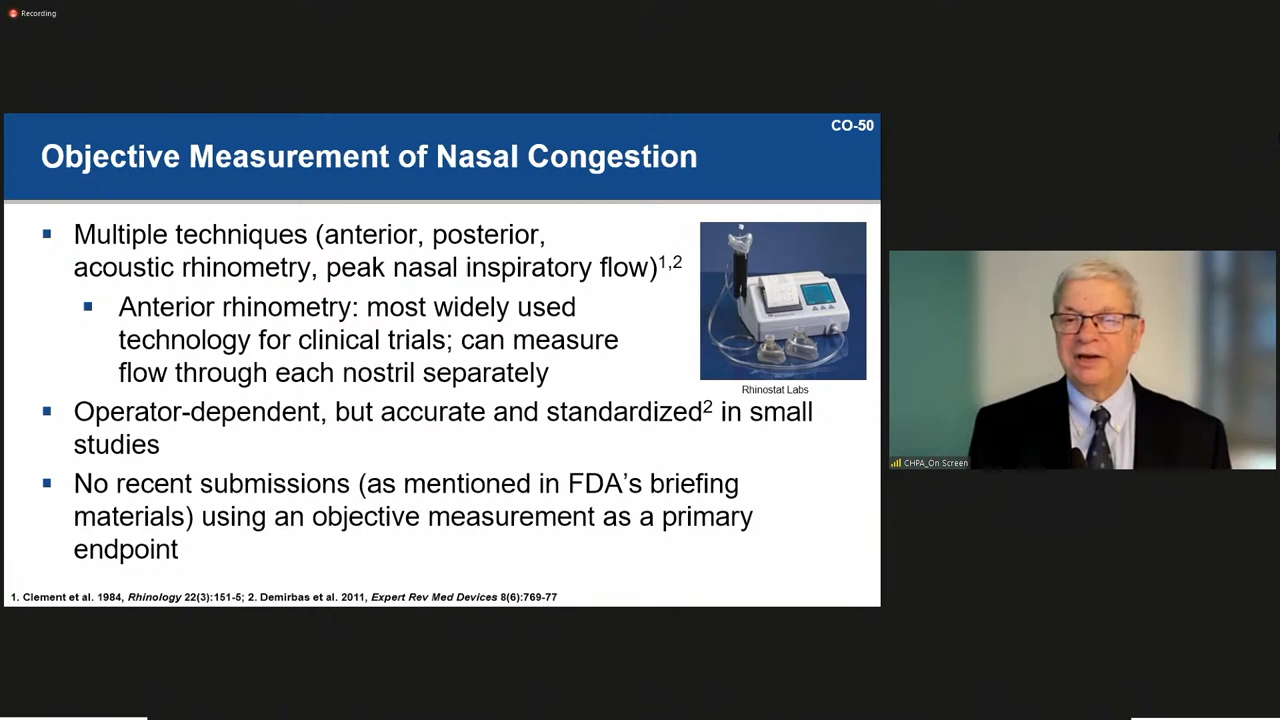 Recording
CO-50
Objective Measurement of Nasal Congestion
▪ Multiple techniques (anterior, posterior,
acoustic rhinometry, peak nasal inspiratory flow)1,2
▪ Anterior rhinometry: most widely used
technology for clinical trials; can measure
flow through each nostril separately
Rhinostat Labs
▪ Operator-dependent, but accurate and standardized2 in small
studies
▪ No recent submissions (as mentioned in FDA's briefing
materials) using an objective measurement as a primary
endpoint
1. Clement et al. 1984, Rhinology 22(3):151-5; 2. Demirbas et al. 2011, Expert Rev Med Devices 8(6):769-77
CHPA_On Screen